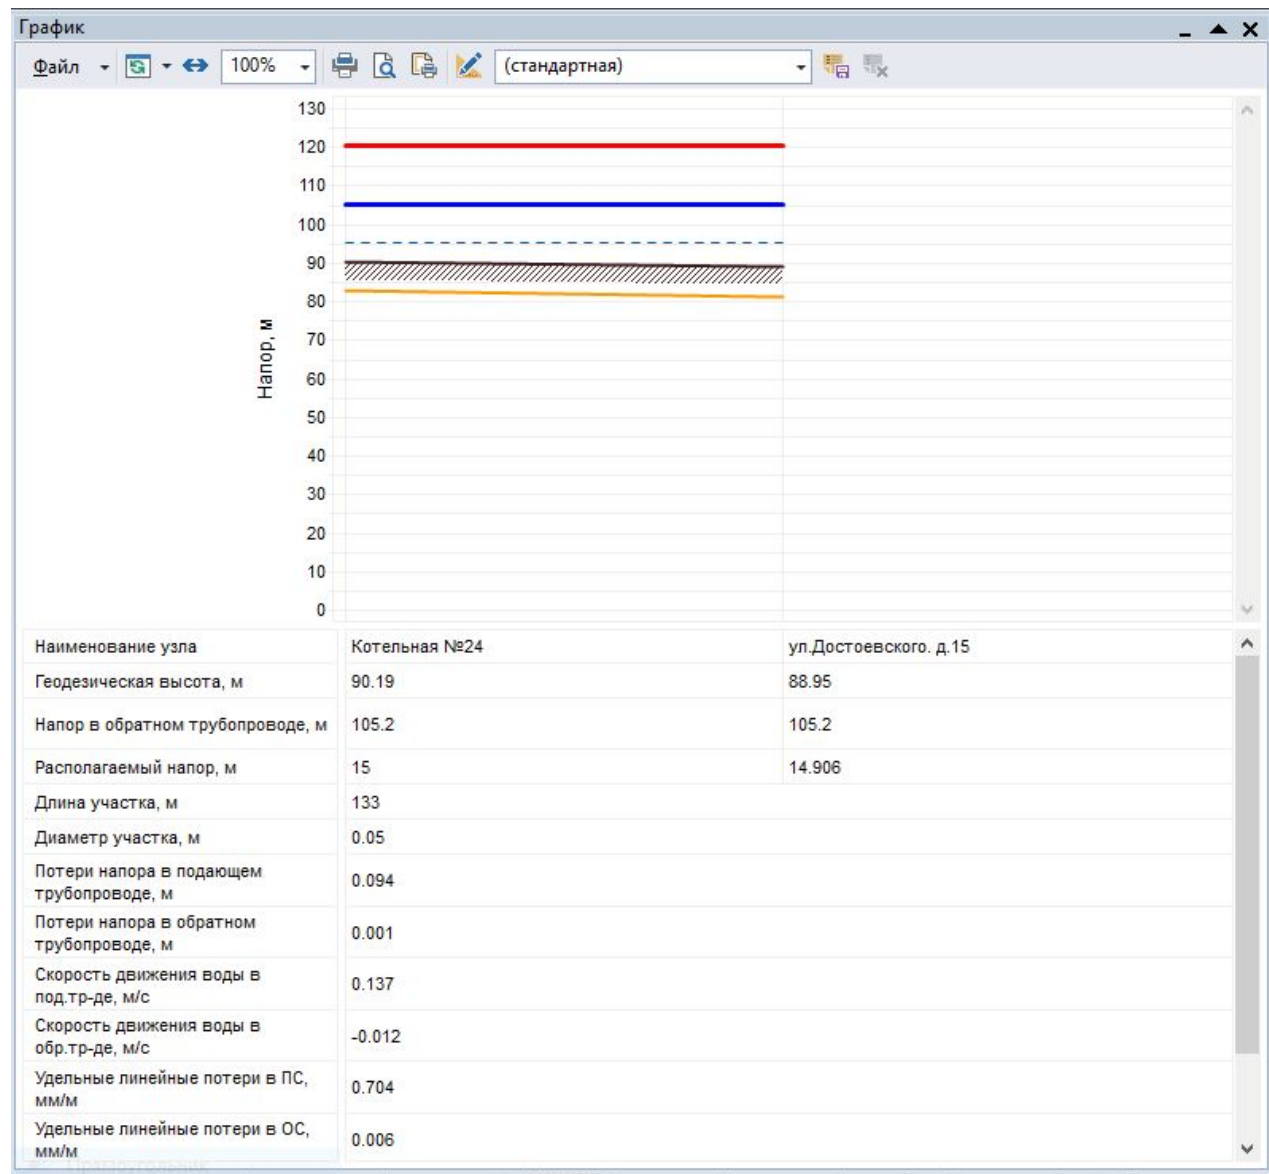 График
Файл
100%
(стандартная)
130
120
110
100
90
80
70
60
50
40
30
20
10
0
Напор, м
Наименование узла Котельная №24 ул.Достоевского. д.15
Геодезическая высота, м 90.19 88.95
Напор в обратном трубопроводе, м 105.2 105.2
Располагаемый напор, м 15 14.906
Длина участка, м 133
Диаметр участка, м 0.05
Потери напора в подающем
трубопроводе, м 0.094
Потери напора в обратном
трубопроводе, м 0.001
Скорость движения воды в
под.тр-де, м/с 0.137
Скорость движения воды в
обр.тр-де, м/с -0.012
Удельные линейные потери в ПС,
мм/м 0.704
Удельные линейные потери в ОС,
мм/м 0.006
Прямоугольник